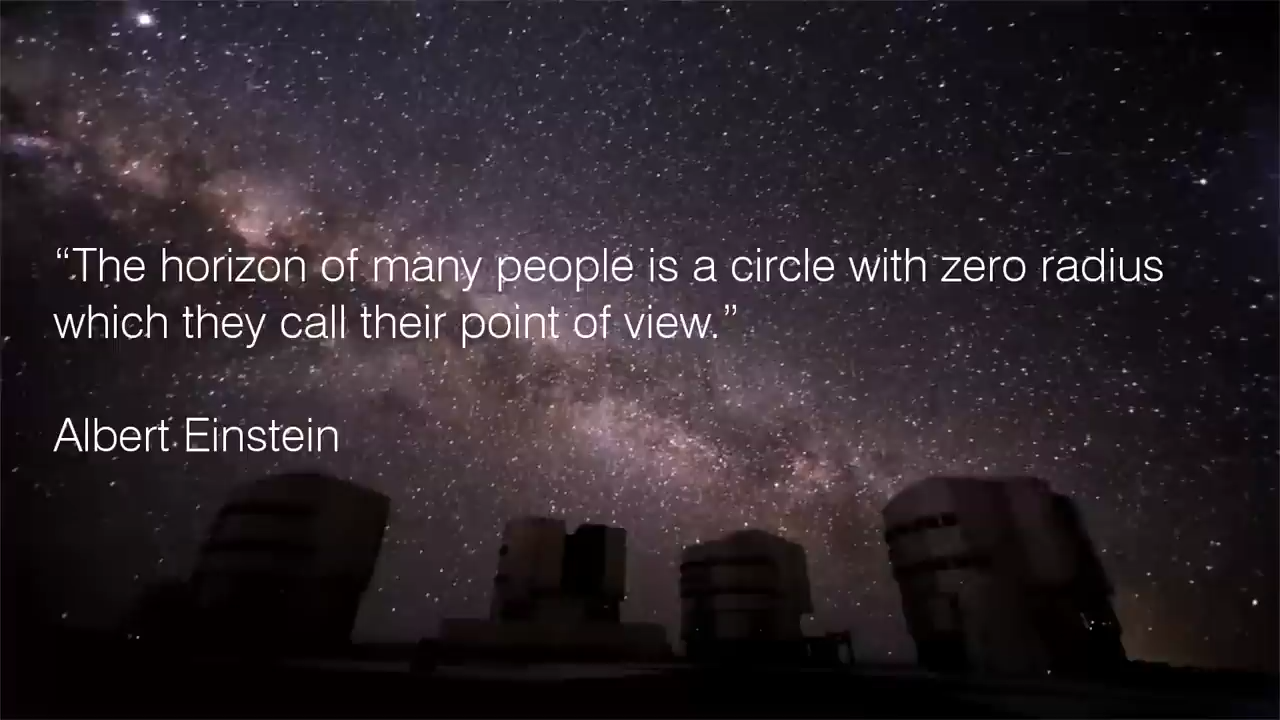 “The horizon of many people is a circle with zero radius
which they call their point of view.”
Albert Einstein